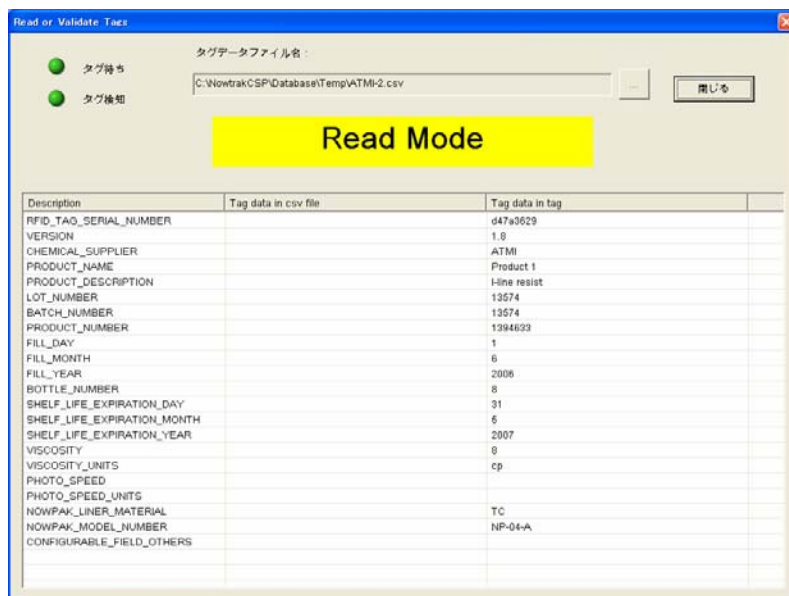 Read or Validate Tags
タグ待ち
タグ検知
タグデータファイル名 :
C:\NowtrakCSP\Database\Temp\ATMI-2.csv
...
閉じる
Read Mode
Description Tag data in csv file Tag data in tag
RFID_TAG_SERIAL_NUMBER d47a3629
VERSION 1.8
CHEMICAL_SUPPLIER ATMI
PRODUCT_NAME Product 1
PRODUCT_DESCRIPTION I-line resist
LOT_NUMBER 13574
BATCH_NUMBER 13574
PRODUCT_NUMBER 1394633
FILL_DAY 1
FILL_MONTH 6
FILL_YEAR 2006
BOTTLE_NUMBER 8
SHELF_LIFE_EXPIRATION_DAY 31
SHELF_LIFE_EXPIRATION_MONTH
SHELF_LIFE_EXPIRATION_YEAR 2007
VISCOSITY 8
VISCOSITY_UNITS cp
PHOTO_SPEED
PHOTO_SPEED_UNITS
NOWPAK_LINER_MATERIAL TC
NOWPAK_MODEL_NUMBER NP-04-A
CONFIGURABLE_FIELD_OTHERS